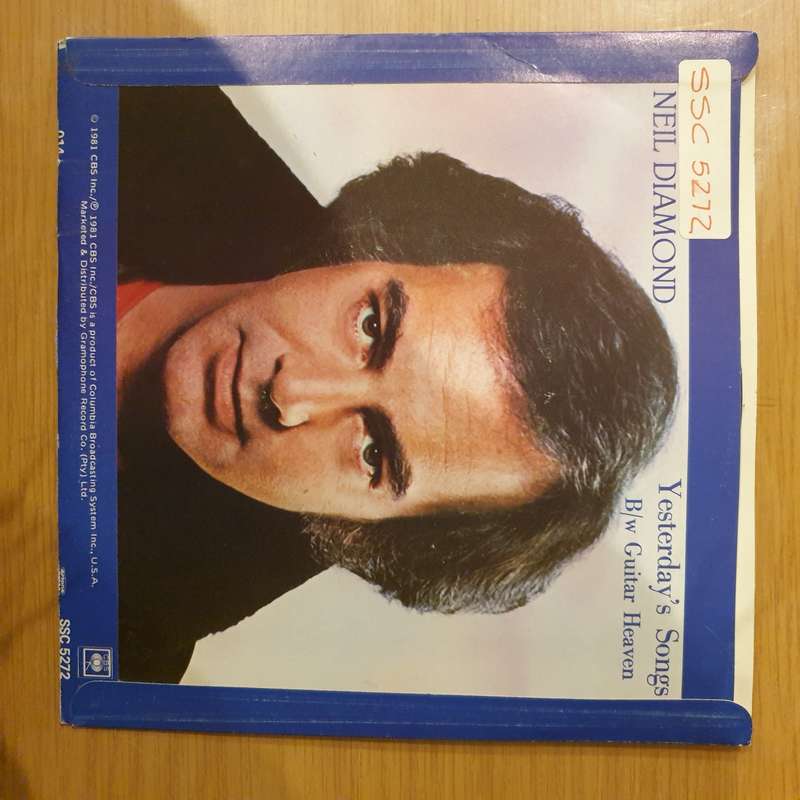 SSC 5272
NEIL DIAMOND
Yesterday's Songs
B/w Guitar Heaven
© 1981 CBS Inc./℗ 1981 CBS Inc./CBS is a product of Columbia Broadcasting System Inc., U.S.A.
Marketed & Distributed by Gramophone Record Co. (Pty) Ltd.
CBS
SSC 5272